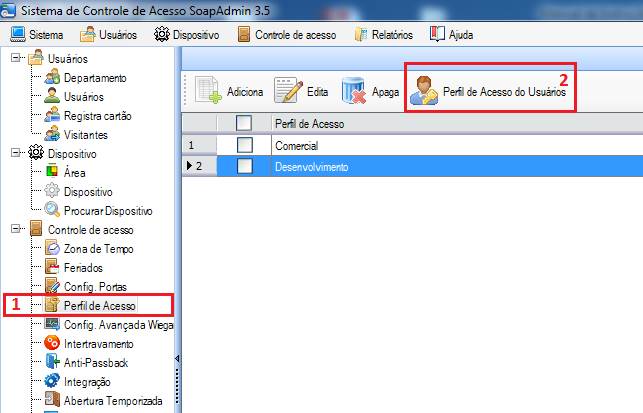 Sistema de Controle de Acesso SoapAdmin 3.5
Sistema Usuários Dispositivo Controle de acesso Relatórios Ajuda
Usuários
Departamento
Usuários
Registra cartão
Visitantes
Dispositivo
Área
Dispositivo
Procurar Dispositivo
Controle de acesso
Zona de Tempo
Feriados
Config. Portas
1 Perfil de Acesso
Config. Avançada Wiega
Intertravamento
Anti-Passback
Integração
Abertura Temporizada
Adiciona Edita Apaga Perfil de Acesso do Usuários 2
Perfil de Acesso
1 Comercial
2 Desenvolvimento